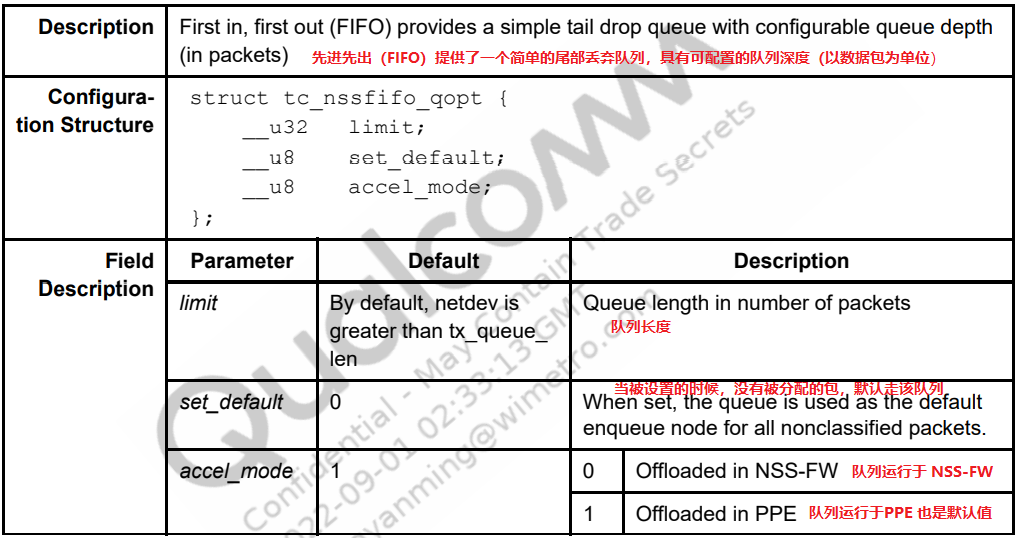 Description
First in, first out (FIFO) provides a simple tail drop queue with configurable queue depth
(in packets) 先进先出（FIFO）提供了一个简单的尾部丢弃队列，具有可配置的队列深度（以数据包为单位）
Configura-
tion Structure
struct tc_nssfifo_qopt {
__u32 limit;
__u8 set_default;
__u8 accel_mode;
};
Field
Description
Parameter Default Description
limit
By default, netdev is
greater than tx_queue_
len
Queue length in number of packets
队列长度
set_default
0
当被设置的时候，没有被分配的包，默认走该队列
When set, the queue is used as the default
enqueue node for all nonclassified packets.
accel_mode
1
0 Offloaded in NSS-FW 队列运行于 NSS-FW
1 Offloaded in PPE 队列运行于PPE 也是默认值
Qualcomm
Confidential - May Contain Trade Secrets
22-09-01 02:33:13 GMT
yanming@wimetro.com